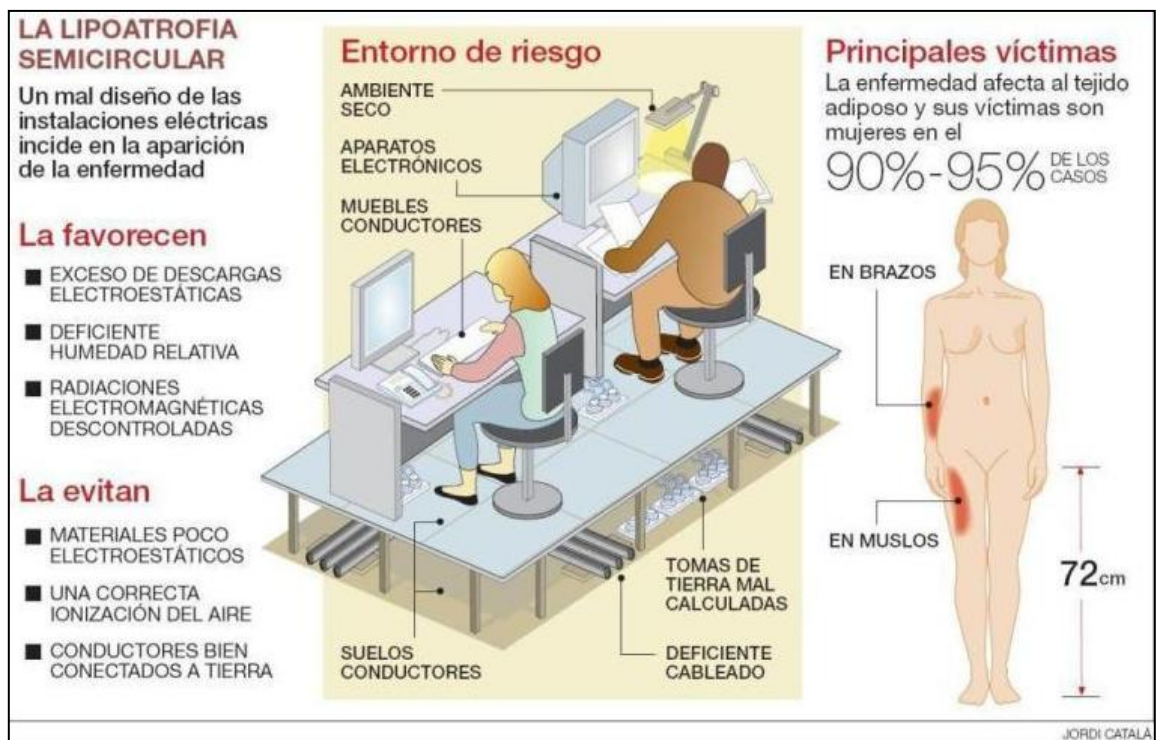 LA LIPOATROFIA
SEMICIRCULAR
Un mal diseño de las
instalaciones eléctricas
incide en la aparición
de la enfermedad
La favorecen
EXCESO DE DESCARGAS
ELECTROESTÁTICAS
DEFICIENTE
HUMEDAD RELATIVA
RADIACIONES
ELECTROMAGNÉTICAS
DESCONTROLADAS
La evitan
MATERIALES POCO
ELECTROESTÁTICOS
UNA CORRECTA
IONIZACIÓN DEL AIRE
CONDUCTORES BIEN
CONECTADOS A TIERRA
Entorno de riesgo
AMBIENTE
SECO
APARATOS
ELECTRÓNICOS
MUEBLES
CONDUCTORES
SUELOS
CONDUCTORES
TOMAS DE
TIERRA MAL
CALCULADAS
DEFICIENTE
CABLEADO
Principales víctimas
La enfermedad afecta al tejido
adiposo y sus víctimas son
mujeres en el
90%-95% DE LOS
CASOS
EN BRAZOS
EN MUSLOS
72cm
JORDI CATALÀ